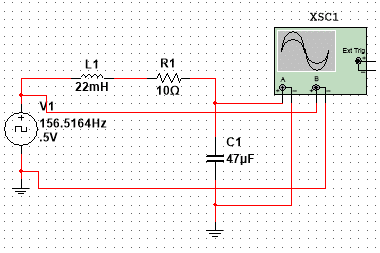 XSC1
Ext Trig
+
-
A
B
+ - + -
L1
22mH
R1
10Ω
V1
156.5164Hz
.5V
C1
47µF